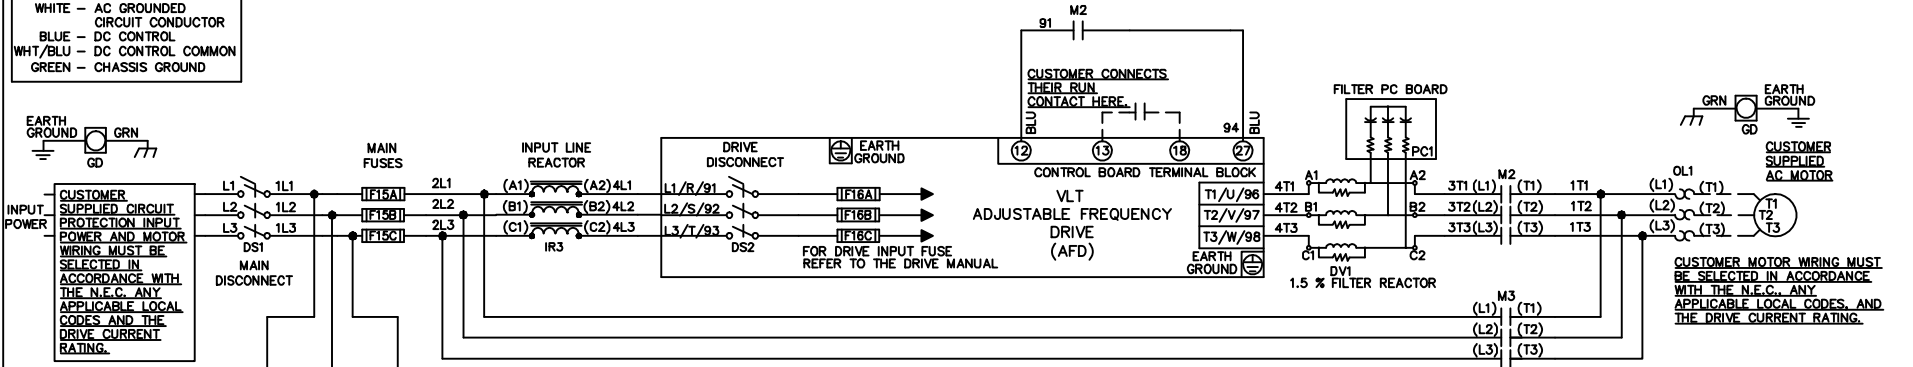 WHITE – AC GROUNDED
CIRCUIT CONDUCTOR
BLUE – DC CONTROL
WHT/BLU – DC CONTROL COMMON
GREEN – CHASSIS GROUND
EARTH
GROUND
GRN
GD
INPUT
POWER
CUSTOMER
SUPPLIED CIRCUIT
PROTECTION INPUT
POWER AND MOTOR
WIRING MUST BE
SELECTED IN
ACCORDANCE WITH
THE N.E.C. ANY
APPLICABLE LOCAL
CODES AND THE
DRIVE CURRENT
RATING.
L1
L2
L3
1L1
1L2
1L3
DS1
MAIN
DISCONNECT
MAIN
FUSES
F15A
F15B
F15C
2L1
2L2
2L3
INPUT LINE
REACTOR
(A1)
(B1)
(C1)
(A2)4L1
(B2)4L2
(C2)4L3
IR3
L1/R/91
L2/S/92
L3/T/93
DRIVE
DISCONNECT
DS2
EARTH
GROUND
F16A
F16B
F16C
FOR DRIVE INPUT FUSE
REFER TO THE DRIVE MANUAL
91
M2
CUSTOMER CONNECTS
THEIR RUN
CONTACT HERE.
BLU
94
BLU
12
13
18
27
CONTROL BOARD TERMINAL BLOCK
VLT
ADJUSTABLE FREQUENCY
DRIVE
(AFD)
T1/U/96
T2/V/97
T3/W/98
EARTH
GROUND
4T1
4T2
4T3
FILTER PC BOARD
PC1
A1
B1
C1
A2
B2
C2
DV1
1.5 % FILTER REACTOR
M2
3T1(L1)
3T2(L2)
3T3(L3)
(T1)
(T2)
(T3)
1T1
1T2
1T3
M3
(L1)
(L2)
(L3)
(T1)
(T2)
(T3)
GRN
EARTH
GROUND
GD
CUSTOMER
SUPPLIED
AC MOTOR
OL1
(L1)
(L2)
(L3)
(T1)
(T2)
(T3)
T1
T2
T3
CUSTOMER MOTOR WIRING MUST
BE SELECTED IN ACCORDANCE
WITH THE N.E.C., ANY
APPLICABLE LOCAL CODES, AND
THE DRIVE CURRENT RATING.